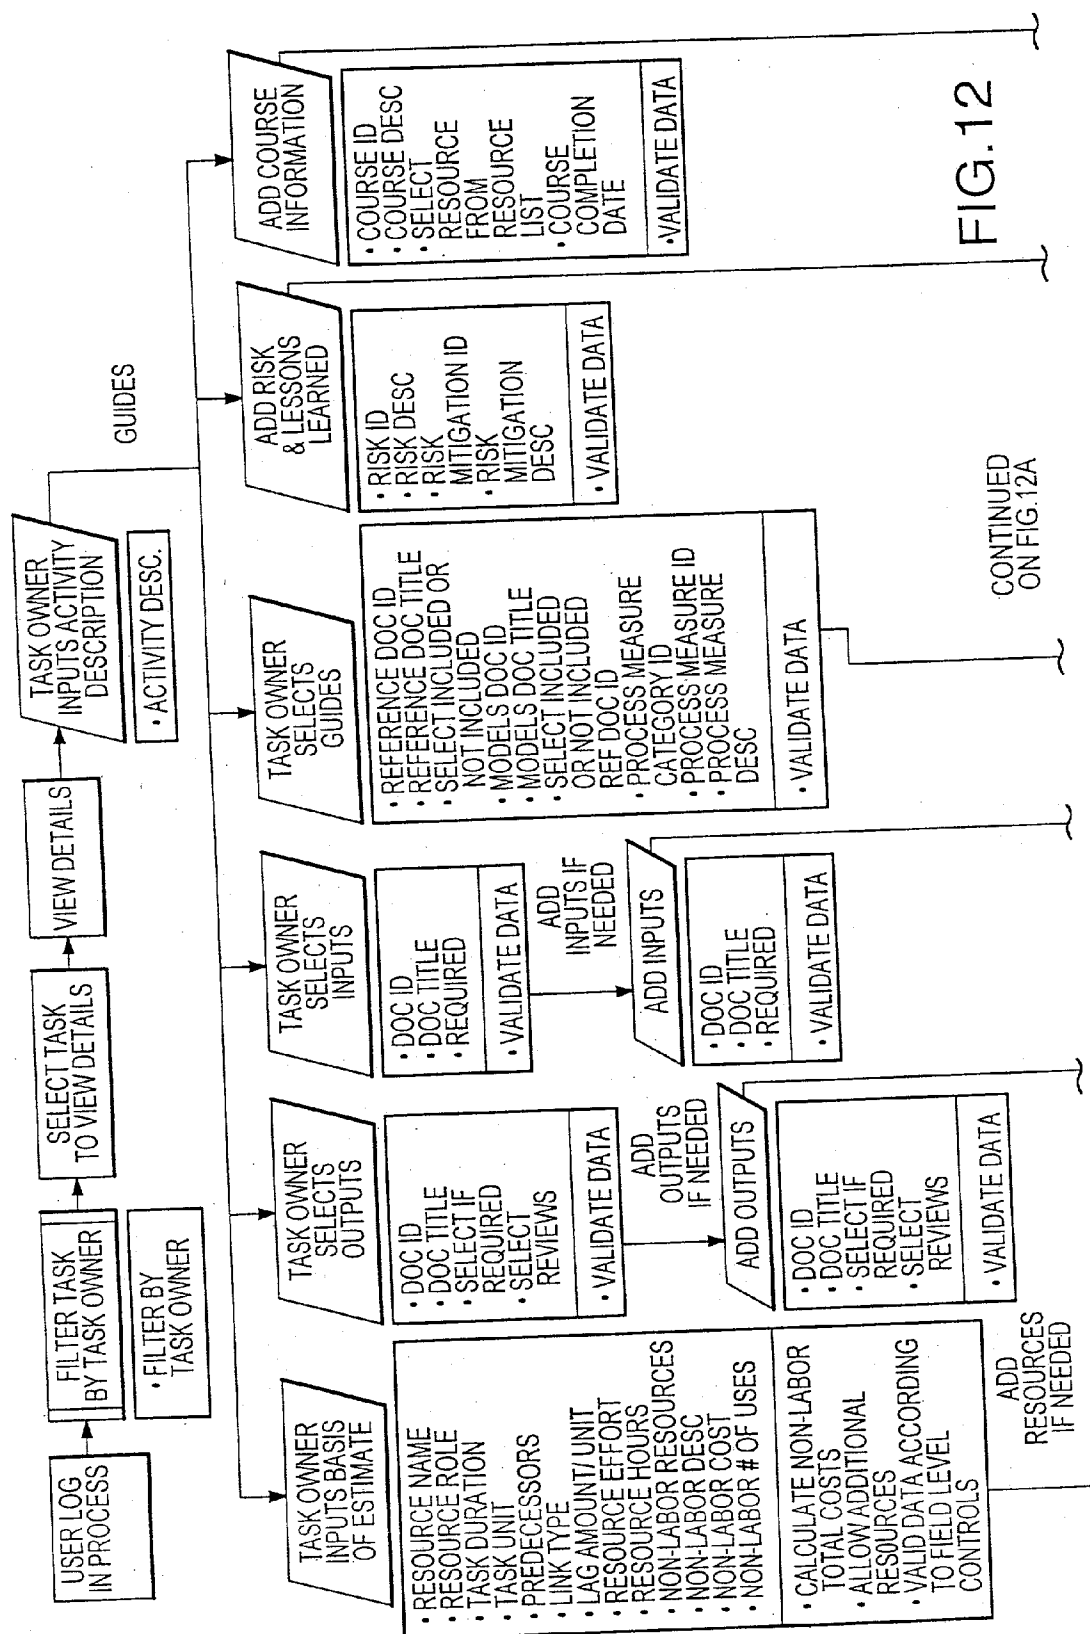 USER LOG
IN PROCESS
FILTER TASK
BY TASK OWNER
• FILTER BY
TASK OWNER
SELECT TASK
TO VIEW DETAILS
VIEW DETAILS
TASK OWNER
INPUTS ACTIVITY
DESCRIPTION
• ACTIVITY DESC.
GUIDES
TASK OWNER
INPUTS BASIS
OF ESTIMATE
• RESOURCE NAME
• RESOURCE ROLE
• TASK DURATION
• TASK UNIT
• PREDECESSORS
• LINK TYPE
• LAG AMOUNT/ UNIT
• RESOURCE EFFORT
• RESOURCE HOURS
• NON-LABOR RESOURCES
• NON-LABOR DESC
• NON-LABOR COST
• NON-LABOR # OF USES
• CALCULATE NON-LABOR
TOTAL COSTS
• ALLOW ADDITIONAL
RESOURCES
• VALID DATA ACCORDING
TO FIELD LEVEL
CONTROLS
ADD
RESOURCES
IF NEEDED
TASK OWNER
SELECTS
OUTPUTS
• DOC ID
• DOC TITLE
• SELECT IF
REQUIRED
• SELECT
REVIEWS
• VALIDATE DATA
ADD
OUTPUTS
IF NEEDED
ADD OUTPUTS
• DOC ID
• DOC TITLE
• SELECT IF
REQUIRED
• SELECT
REVIEWS
• VALIDATE DATA
TASK OWNER
SELECTS
INPUTS
• DOC ID
• DOC TITLE
• REQUIRED
• VALIDATE DATA
ADD
INPUTS IF
NEEDED
ADD INPUTS
• DOC ID
• DOC TITLE
• REQUIRED
• VALIDATE DATA
TASK OWNER
SELECTS
GUIDES
• REFERENCE DOC ID
• REFERENCE DOC TITLE
• SELECT INCLUDED OR
NOT INCLUDED
• MODELS DOC ID
• MODELS DOC TITLE
• SELECT INCLUDED
OR NOT INCLUDED
REF DOC ID
• PROCESS MEASURE
CATEGORY ID
• PROCESS MEASURE ID
• PROCESS MEASURE
DESC
• VALIDATE DATA
ADD RISK
& LESSONS
LEARNED
• RISK ID
• RISK DESC
• RISK
MITIGATION ID
• RISK
MITIGATION
DESC
• VALIDATE DATA
ADD COURSE
INFORMATION
• COURSE ID
• COURSE DESC
• SELECT
RESOURCE
FROM
RESOURCE
LIST
• COURSE
COMPLETION
DATE
• VALIDATE DATA
CONTINUED
ON FIG.12A
FIG.12